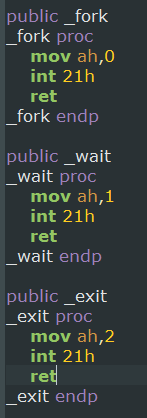 public _fork
_fork proc
mov ah,0
int 21h
ret
_fork endp

public _wait
_wait proc
mov ah,1
int 21h
ret
_wait endp

public _exit
_exit proc
mov ah,2
int 21h
ret
_exit endp